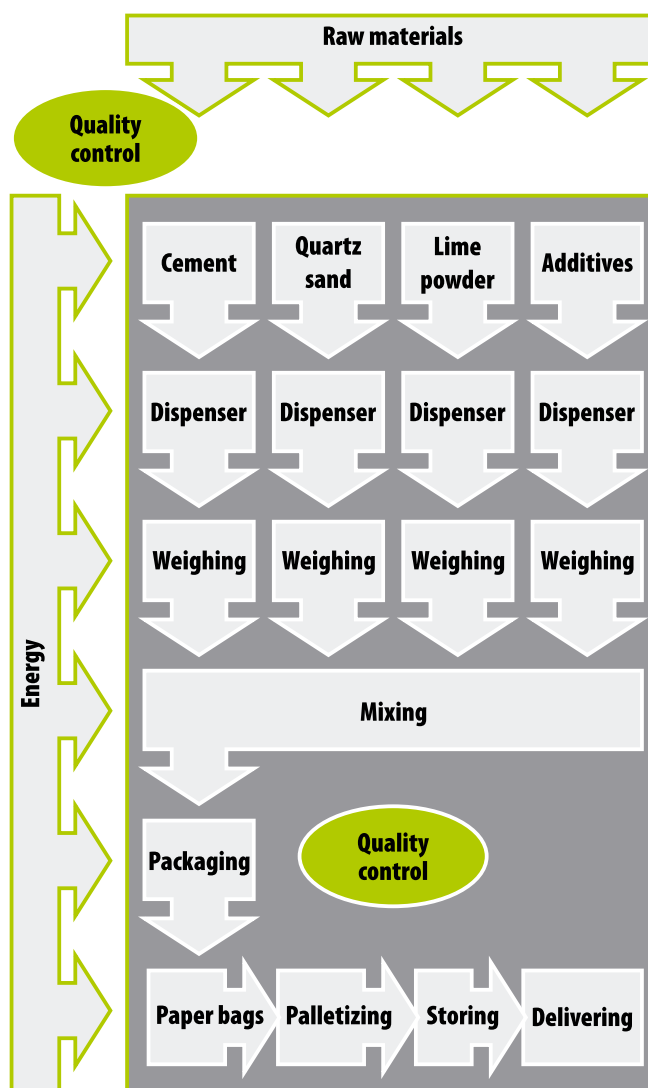 Raw materials
Quality
control
Cement
Quartz
sand
Lime
powder
Additives
Dispenser
Dispenser
Dispenser
Dispenser
Weighing
Weighing
Weighing
Weighing
Energy
Mixing
Packaging
Quality
control
Paper bags
Palletizing
Storing
Delivering